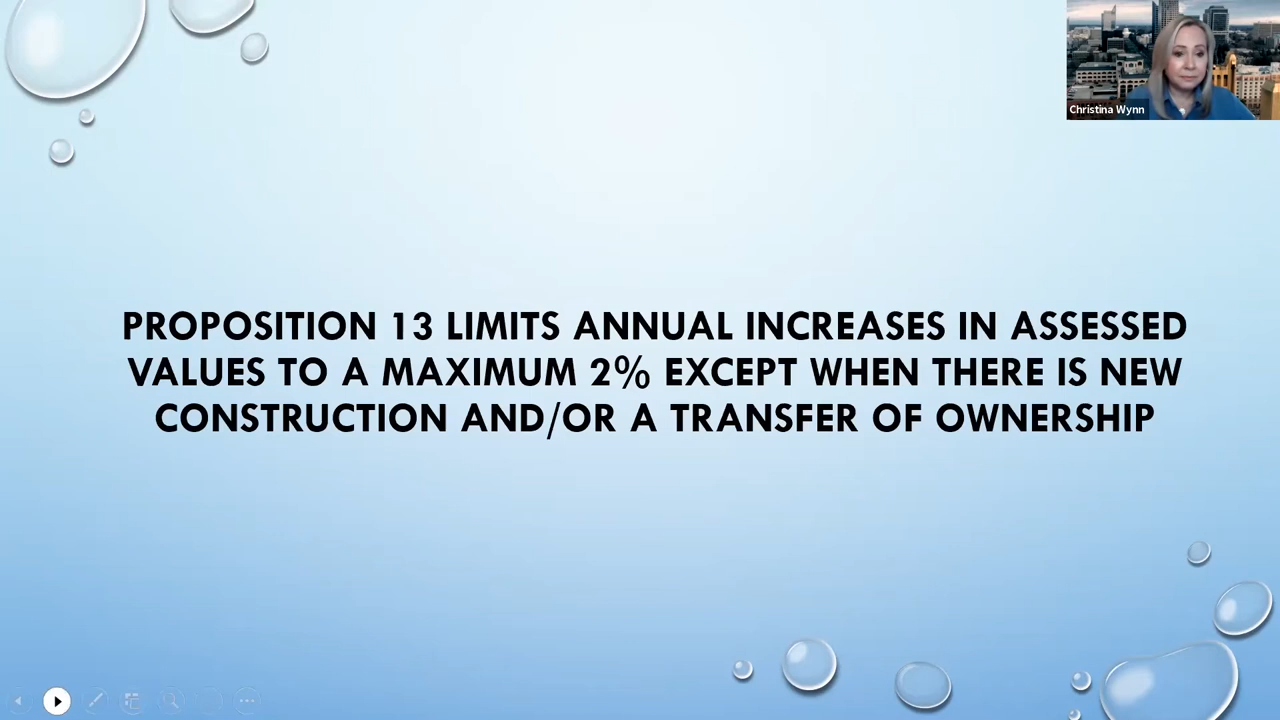 Christina Wynn
PROPOSITION 13 LIMITS ANNUAL INCREASES IN ASSESSED
VALUES TO A MAXIMUM 2% EXCEPT WHEN THERE IS NEW
CONSTRUCTION AND/OR A TRANSFER OF OWNERSHIP